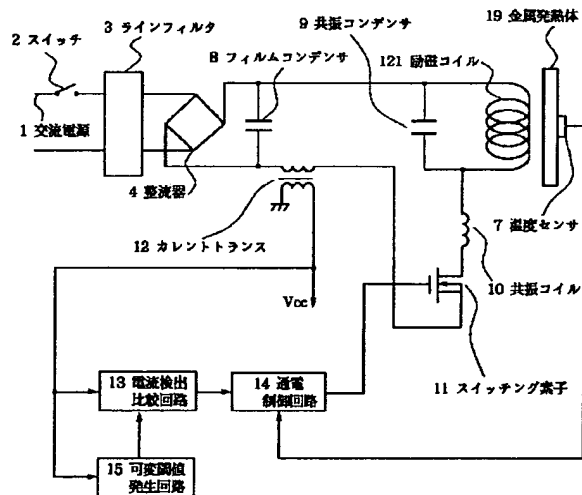 19 金属発熱体
9 共振コンデンサ
3 ラインフィルタ
2 スイッチ
8 フィルムコンデンサ
121 励磁コイル
1 交流電源
4 整流器
7 温度センサ
12 カレントトランス
10 共振コイル
Vcc
11 スイッチング素子
13 電流検出
比較回路
14 通電
制御回路
15 可変閾値
発生回路